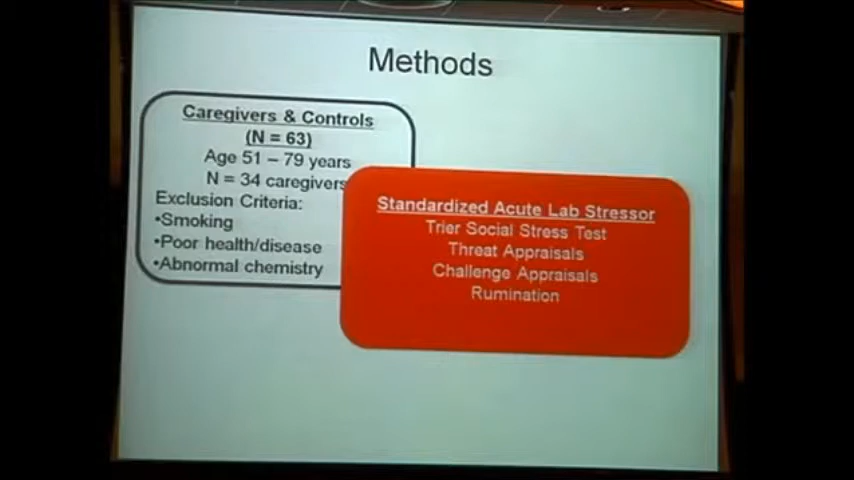 Methods
Caregivers & Controls
(N = 63)
Age 51 – 79 years
N = 34 caregivers
Exclusion Criteria:
•Smoking
•Poor health/disease
•Abnormal chemistry
Standardized Acute Lab Stressor
Trier Social Stress Test
Threat Appraisals
Challenge Appraisals
Rumination